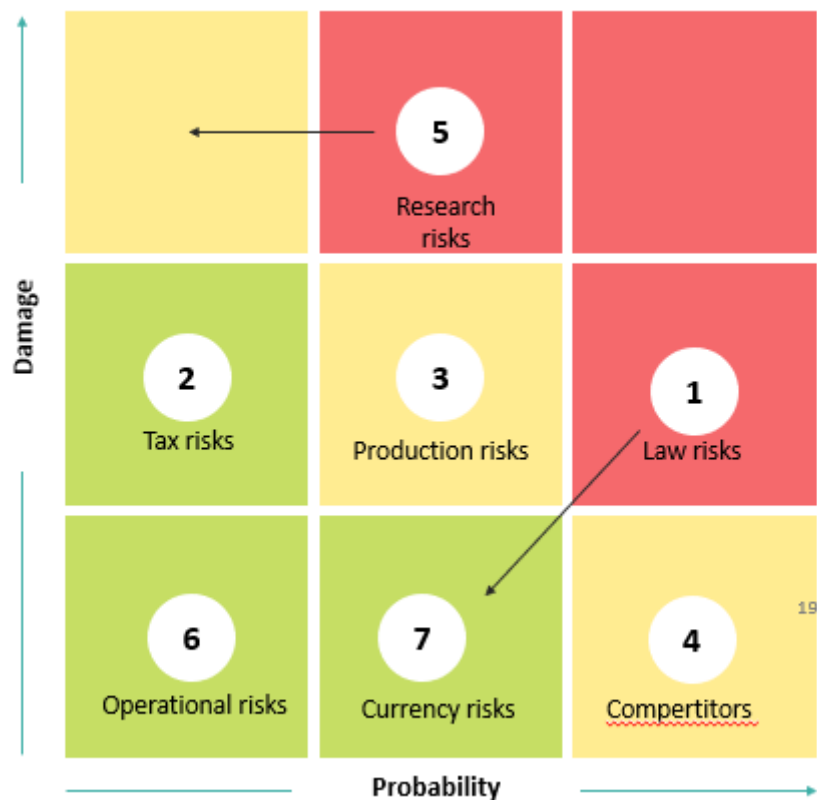 5
Research
risks
Damage
2
Tax risks
3
Production risks
1
Law risks
6
Operational risks
7
Currency risks
4
Compertitors
19
Probability